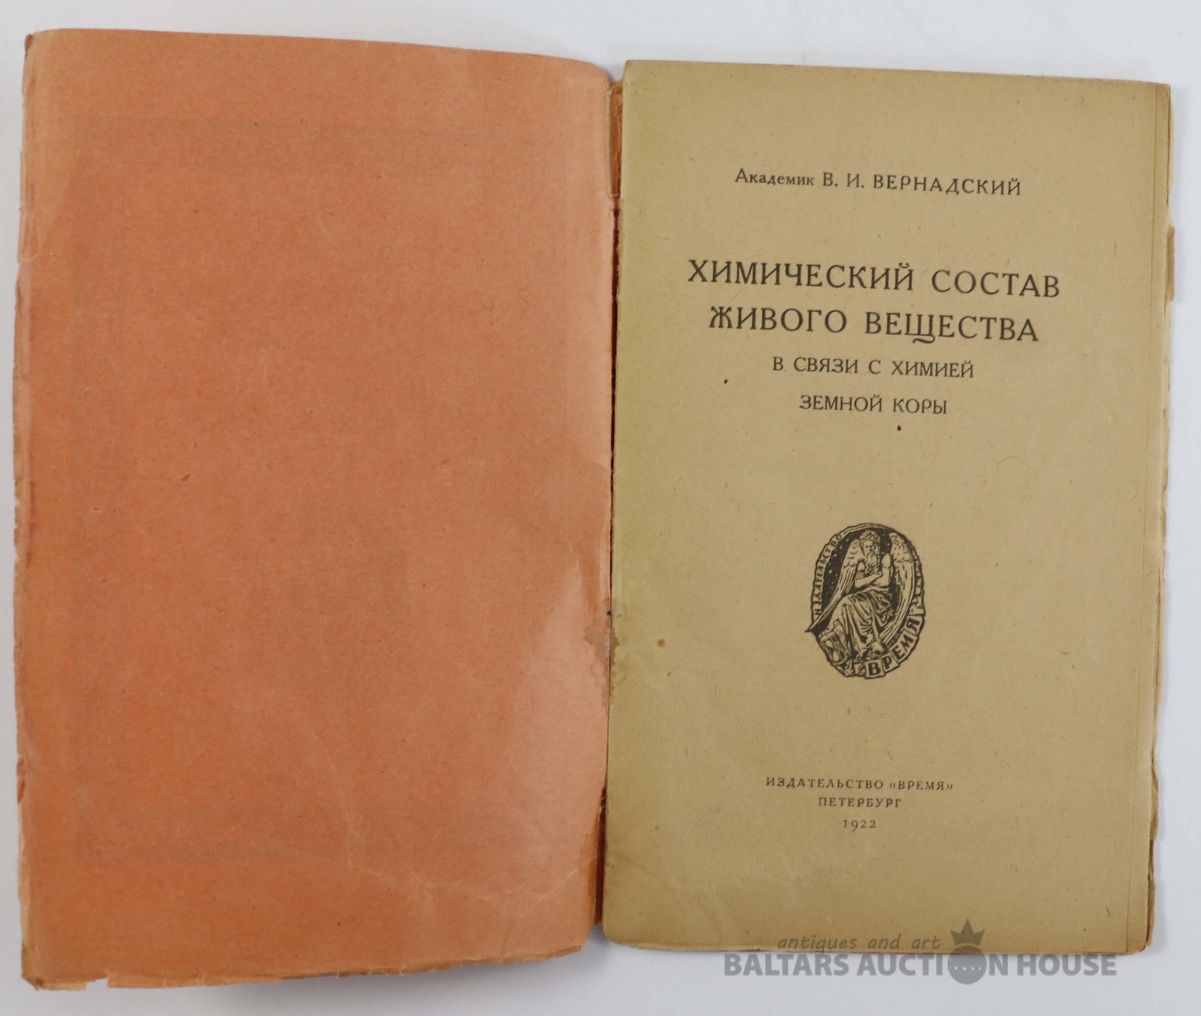 Академик В. И. ВЕРНАДСКИЙ
ХИМИЧЕСКИЙ СОСТАВ
ЖИВОГО ВЕЩЕСТВА
В СВЯЗИ С ХИМИЕЙ
ЗЕМНОЙ КОРЫ
ИЗДАТЕЛЬСТВО
ВРЕМЯ
ИЗДАТЕЛЬСТВО «ВРЕМЯ»
ПЕТЕРБУРГ
1922
antiques and art
BALTARS AUCTION HOUSE